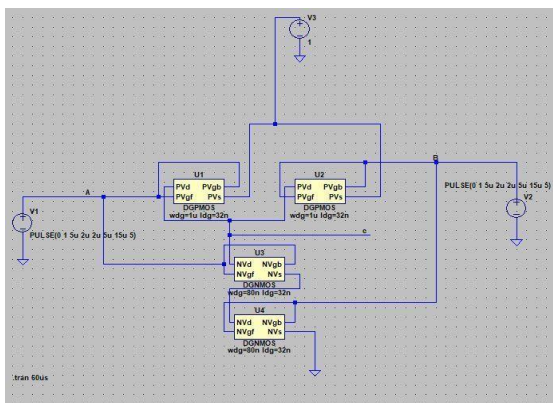 V3
1
U1
PVd PVgb
PVgf PVs
DGPMOS
wdg=1u ldg=32n
U2
PVd PVgb
PVgf PVs
DGPMOS
wdg=1u ldg=32n
A
B
V1
PULSE(0 1 5u 2u 2u 5u 15u 5)
PULSE(0 1 5u 2u 2u 5u 15u 5)
V2
c
U3
NVd NVgb
NVgf NVs
DGNMOS
wdg=80n ldg=32n
U4
NVd NVgb
NVgf NVs
DGNMOS
wdg=80n ldg=32n
.tran 60us